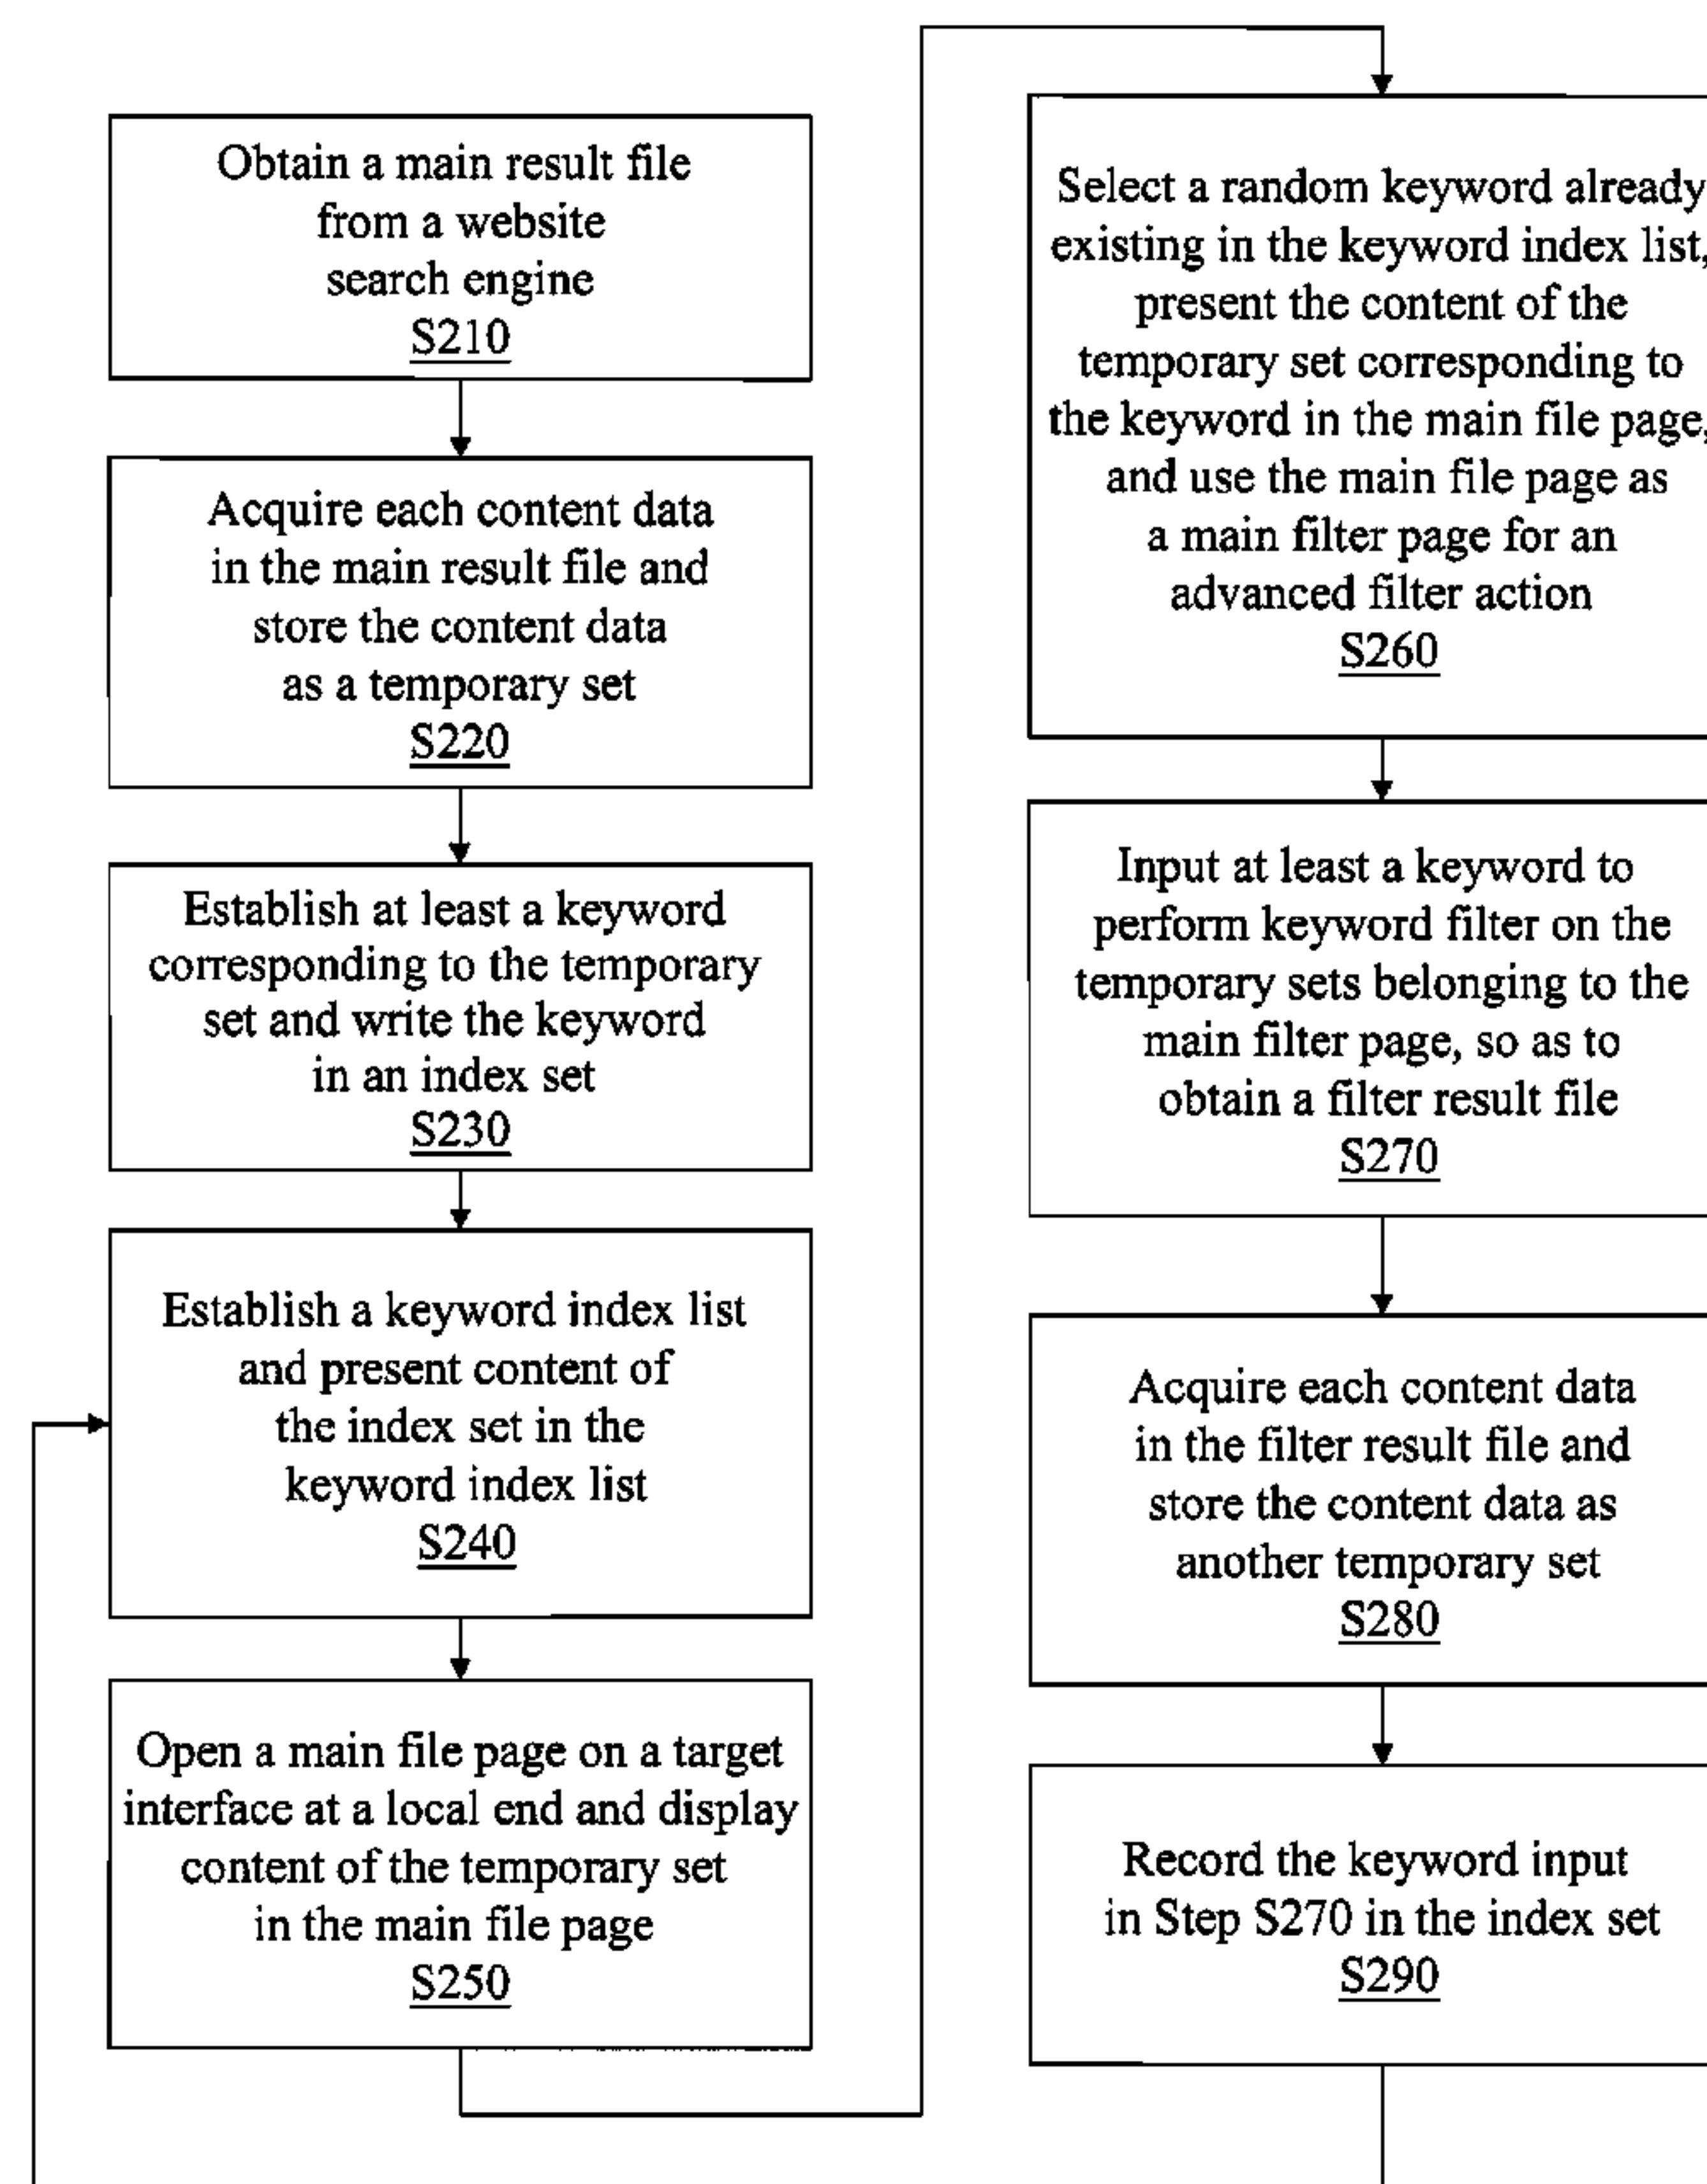 Obtain a main result file
from a website
search engine
S210
Acquire each content data
in the main result file and
store the content data
as a temporary set
S220
Establish at least a keyword
corresponding to the temporary
set and write the keyword
in an index set
S230
Establish a keyword index list
and present content of
the index set in the
keyword index list
S240
Open a main file page on a target
interface at a local end and display
content of the temporary set
in the main file page
S250
Select a random keyword already
existing in the keyword index list,
present the content of the
temporary set corresponding to
the keyword in the main file page,
and use the main file page as
a main filter page for an
advanced filter action
S260
Input at least a keyword to
perform keyword filter on the
temporary sets belonging to the
main filter page, so as to
obtain a filter result file
S270
Acquire each content data
in the filter result file and
store the content data as
another temporary set
S280
Record the keyword input
in Step S270 in the index set
S290